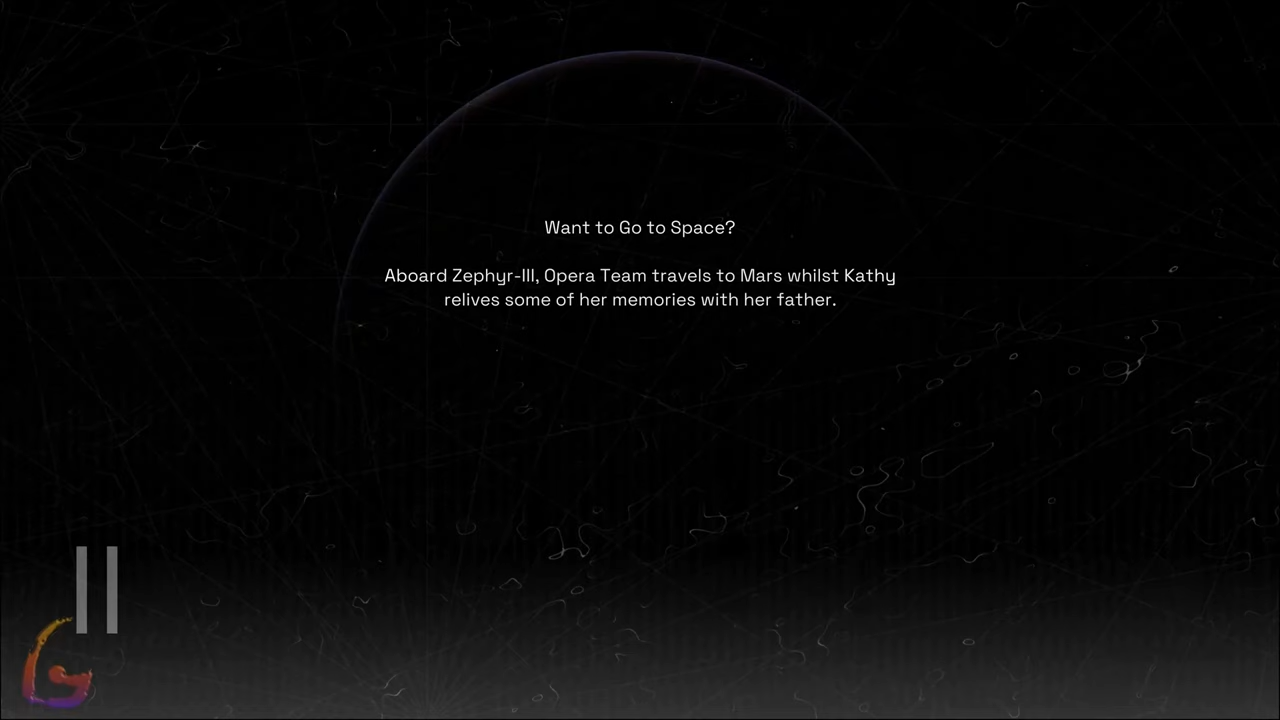 Want to Go to Space?
Aboard Zephyr-III, Opera Team travels to Mars whilst Kathy
relives some of her memories with her father.